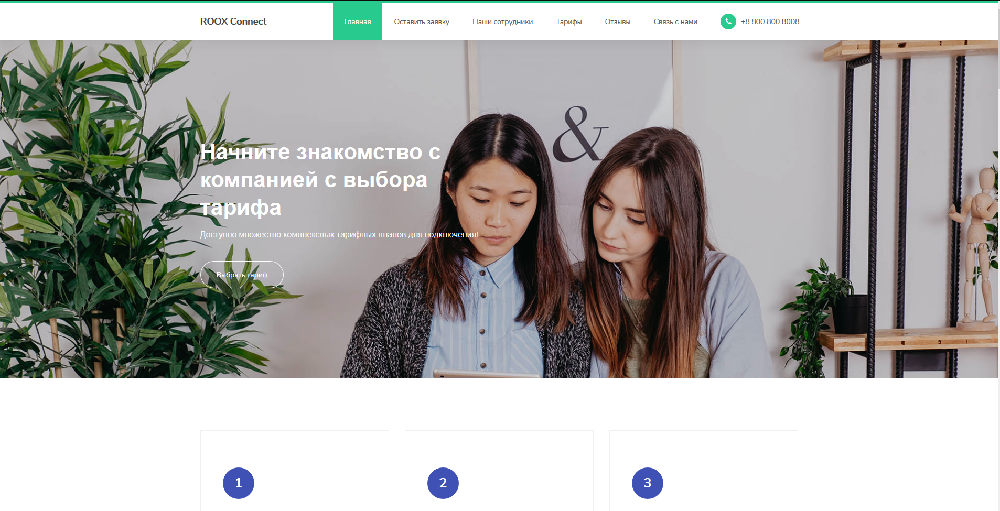 ROOX Connect
Главная
Оставить заявку
Наши сотрудники
Тарифы
Отзывы
Связь с нами
+8 800 800 8008
&
Начните знакомство с
компанией с выбора
тарифа
Доступно множество комплексных тарифных планов для подключения!
Выбрать тариф
1
2
3